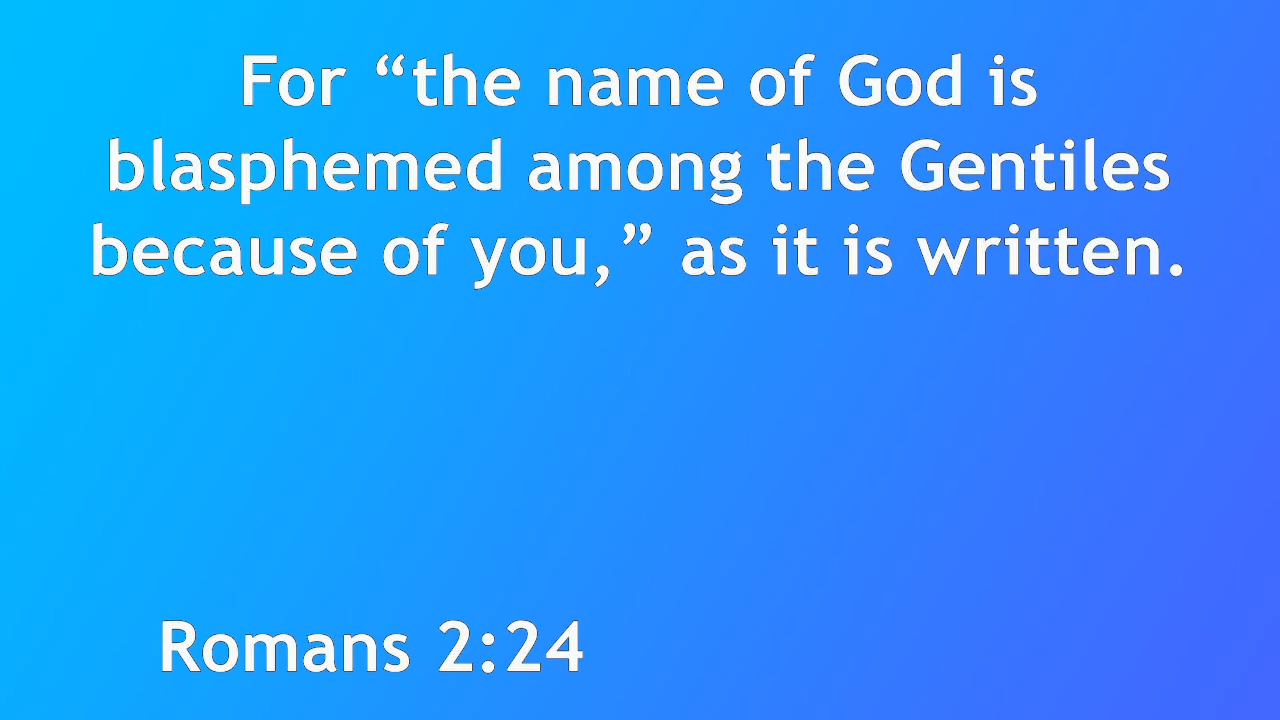 For “the name of God is
blasphemed among the Gentiles
because of you,” as it is written.
Romans 2:24